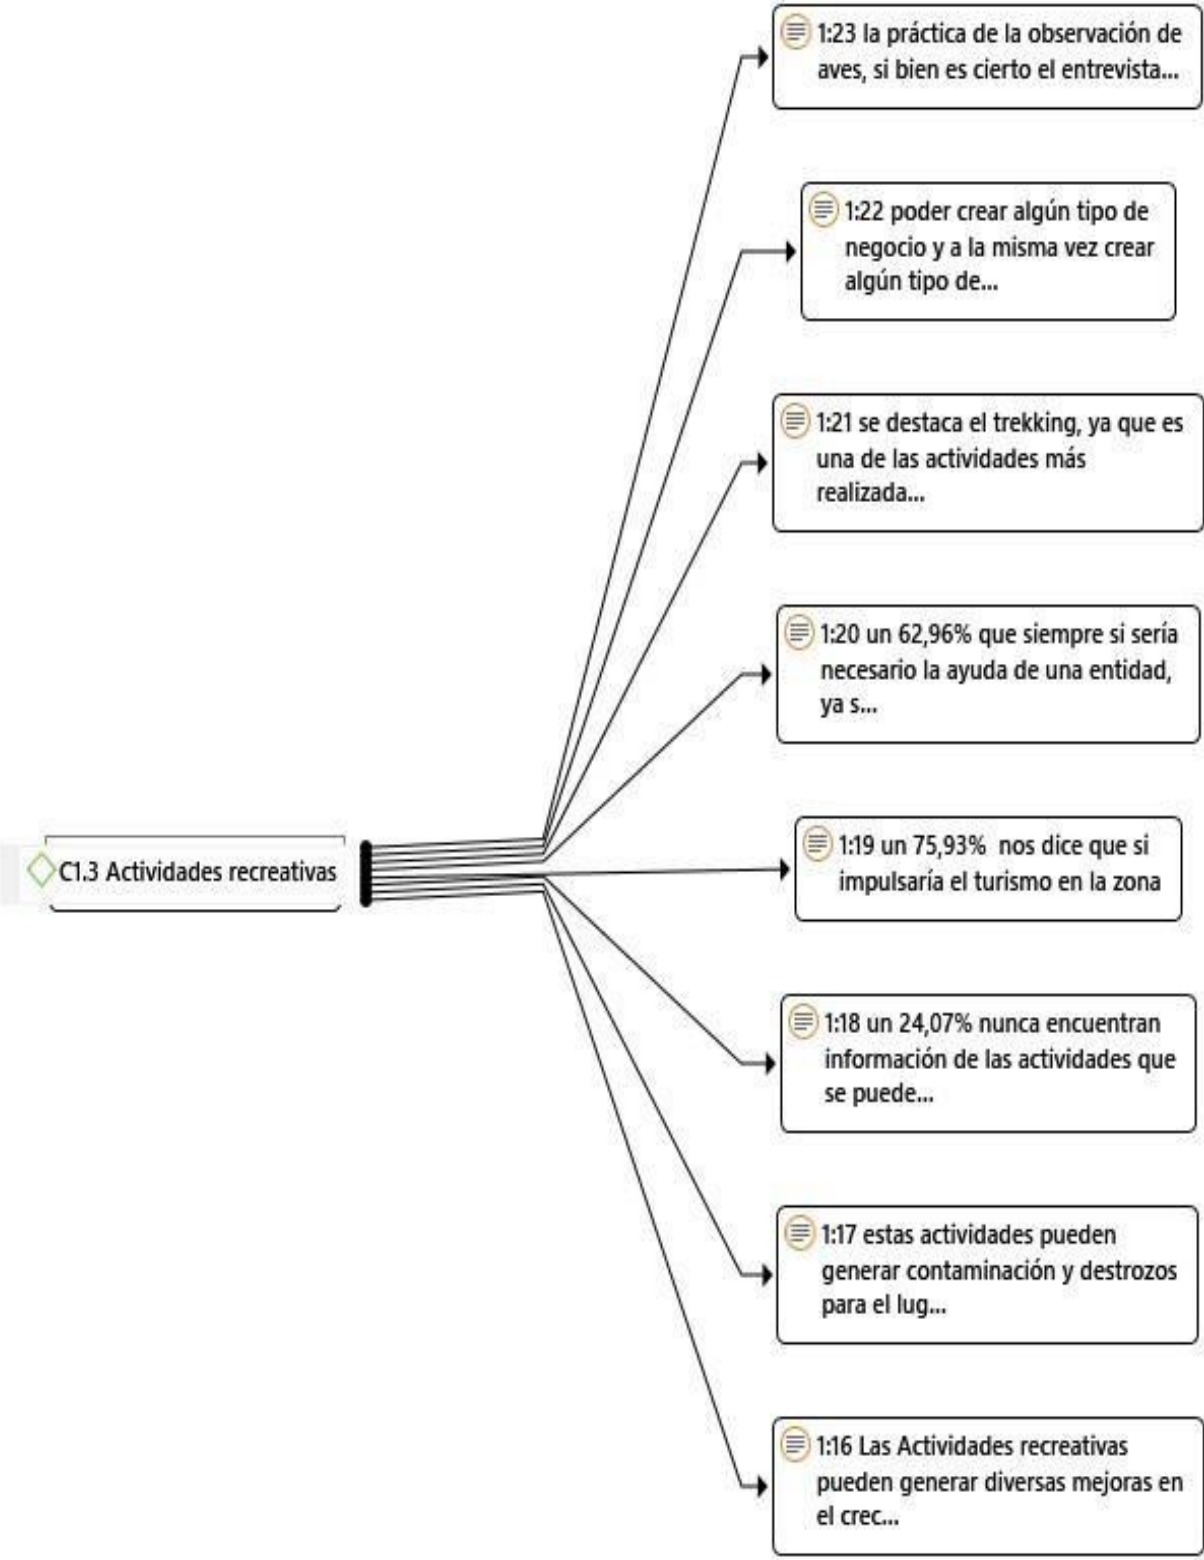 1:23 la práctica de la observación de
aves, si bien es cierto el entrevista...
1:22 poder crear algún tipo de
negocio y a la misma vez crear
algún tipo de...
1:21 se destaca el trekking, ya que es
una de las actividades más
realizada...
1:20 un 62,96% que siempre si sería
necesario la ayuda de una entidad,
ya s...
C1.3 Actividades recreativas
1:19 un 75,93% nos dice que si
impulsaría el turismo en la zona
1:18 un 24,07% nunca encuentran
información de las actividades que
se puede...
1:17 estas actividades pueden
generar contaminación y destrozos
para el lug...
1:16 Las Actividades recreativas
pueden generar diversas mejoras en
el crec...